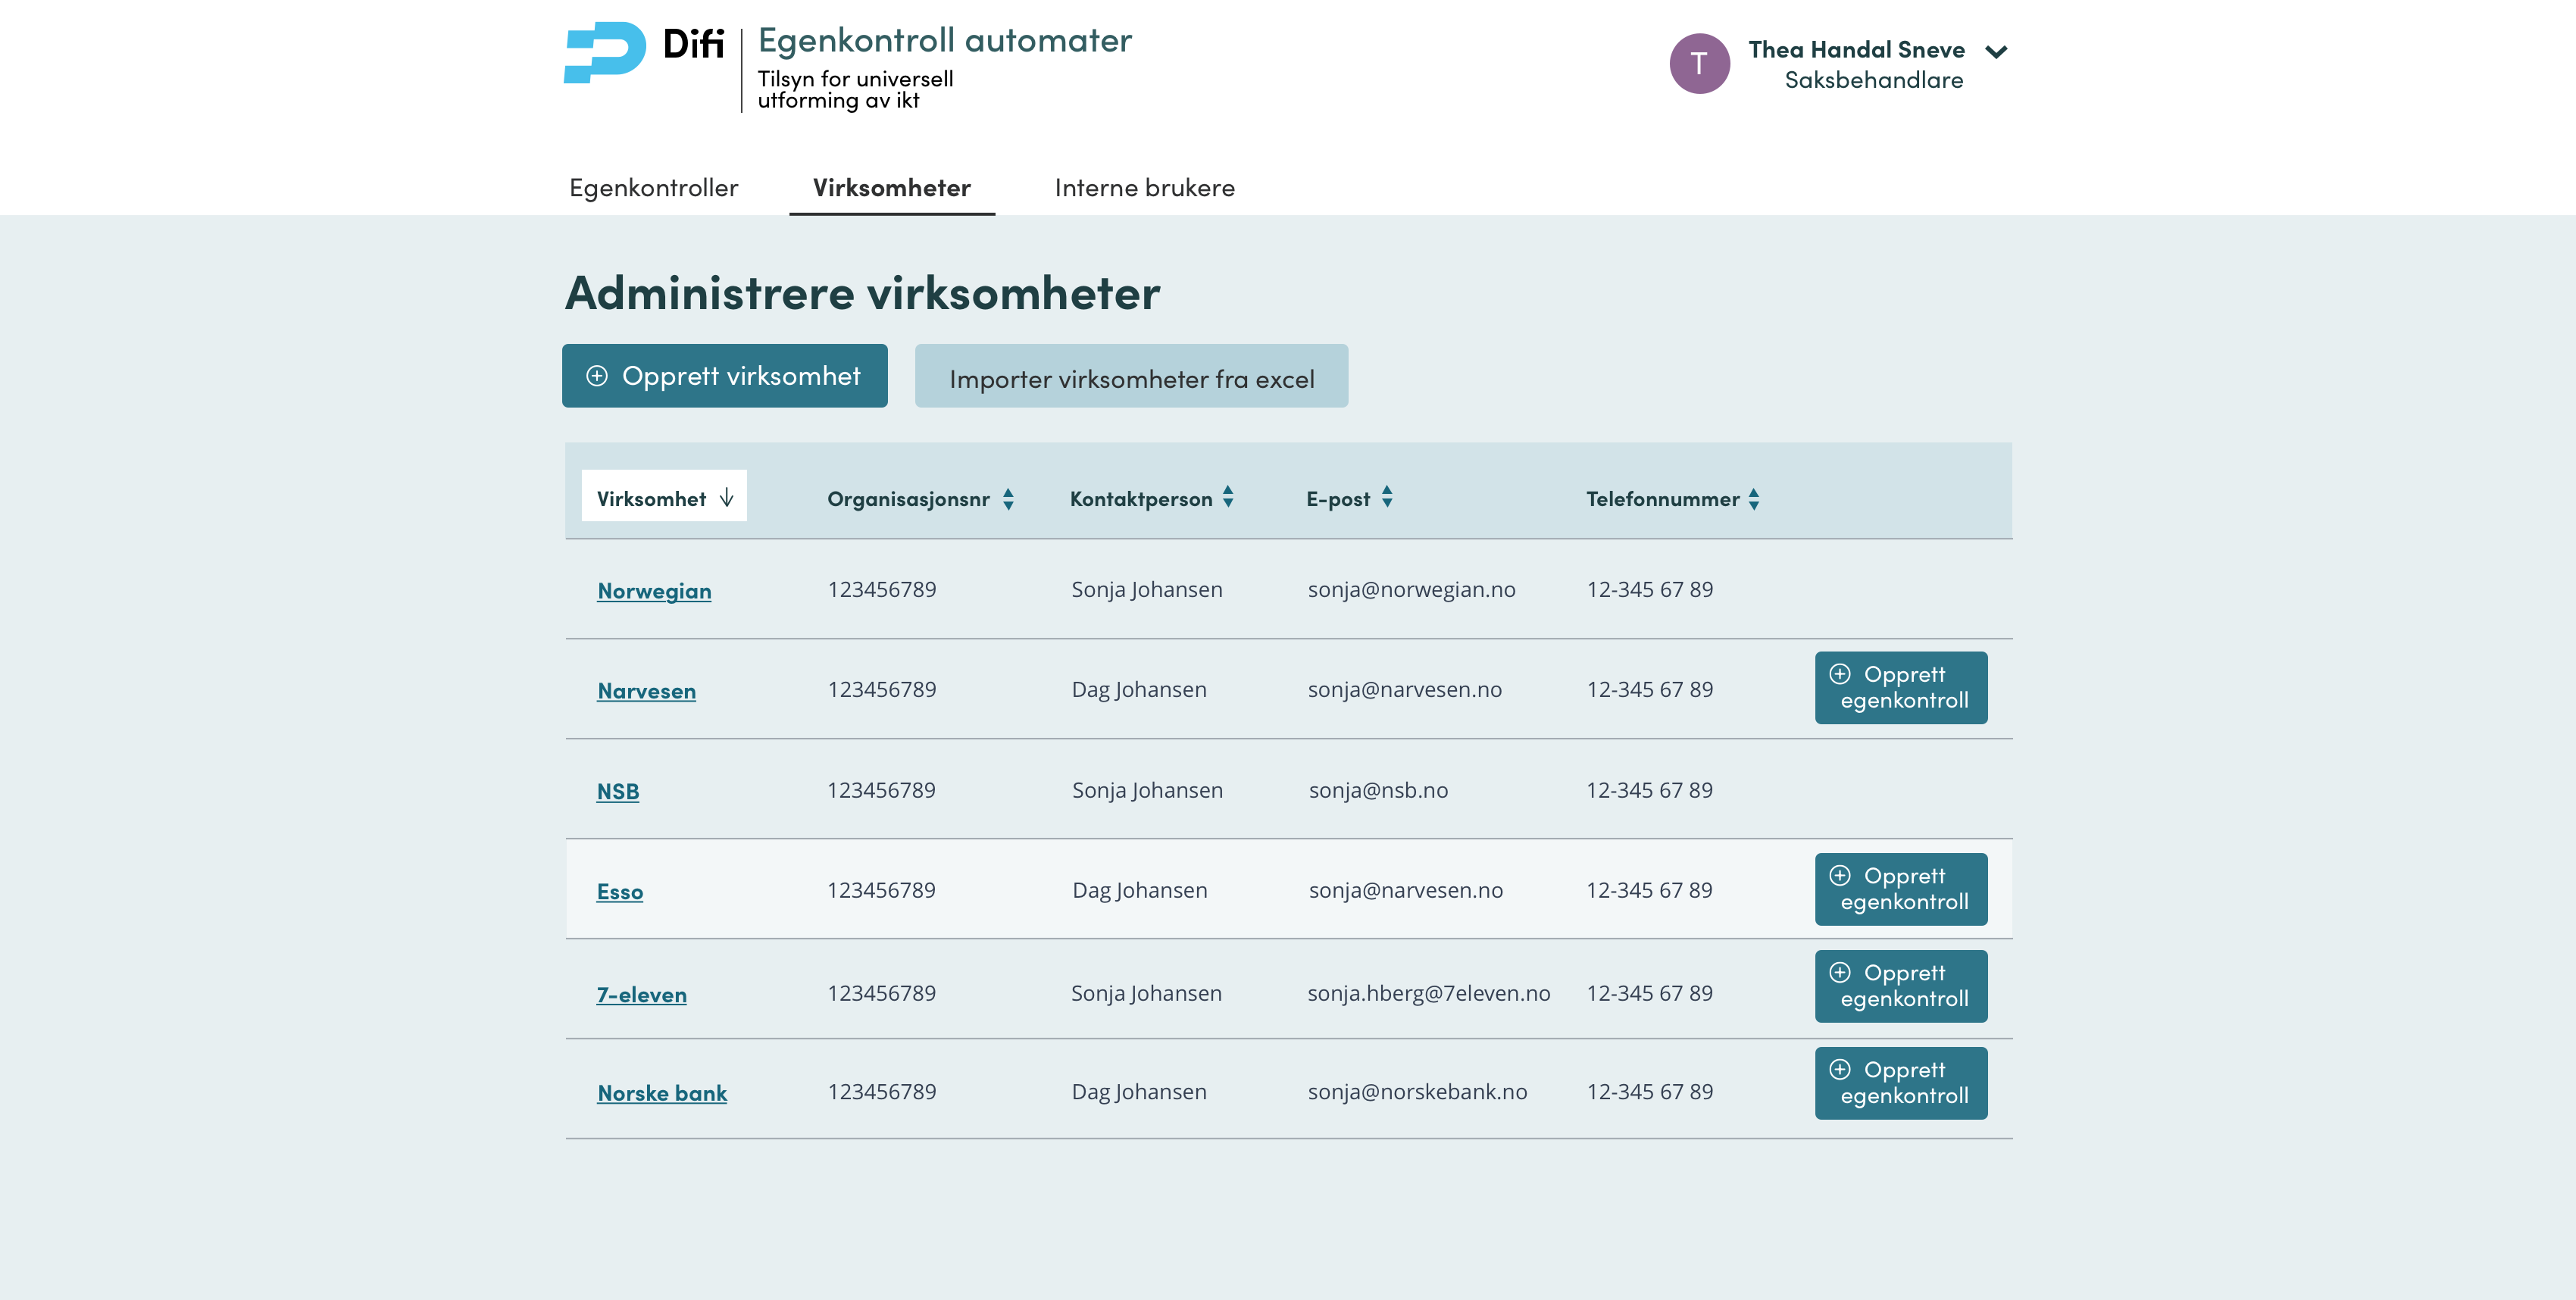 Difi
Egenkontroll automater
Tilsyn for universell
utforming av ikt
T
Thea Handal Sneve
Saksbehandlare
Egenkontroller Virksomheter Interne brukere
Administrere virksomheter
Opprett virksomhet Importer virksomheter fra excel
Virksomhet Organisasjonsnr Kontaktperson E-post Telefonnummer
Norwegian 123456789 Sonja Johansen sonja@norwegian.no 12-345 67 89
Narvesen 123456789 Dag Johansen sonja@narvesen.no 12-345 67 89 Opprett
egenkontroll
NSB 123456789 Sonja Johansen sonja@nsb.no 12-345 67 89
Esso 123456789 Dag Johansen sonja@narvesen.no 12-345 67 89 Opprett
egenkontroll
7-eleven 123456789 Sonja Johansen sonja.hberg@7eleven.no 12-345 67 89 Opprett
egenkontroll
Norske bank 123456789 Dag Johansen sonja@norskebank.no 12-345 67 89 Opprett
egenkontroll